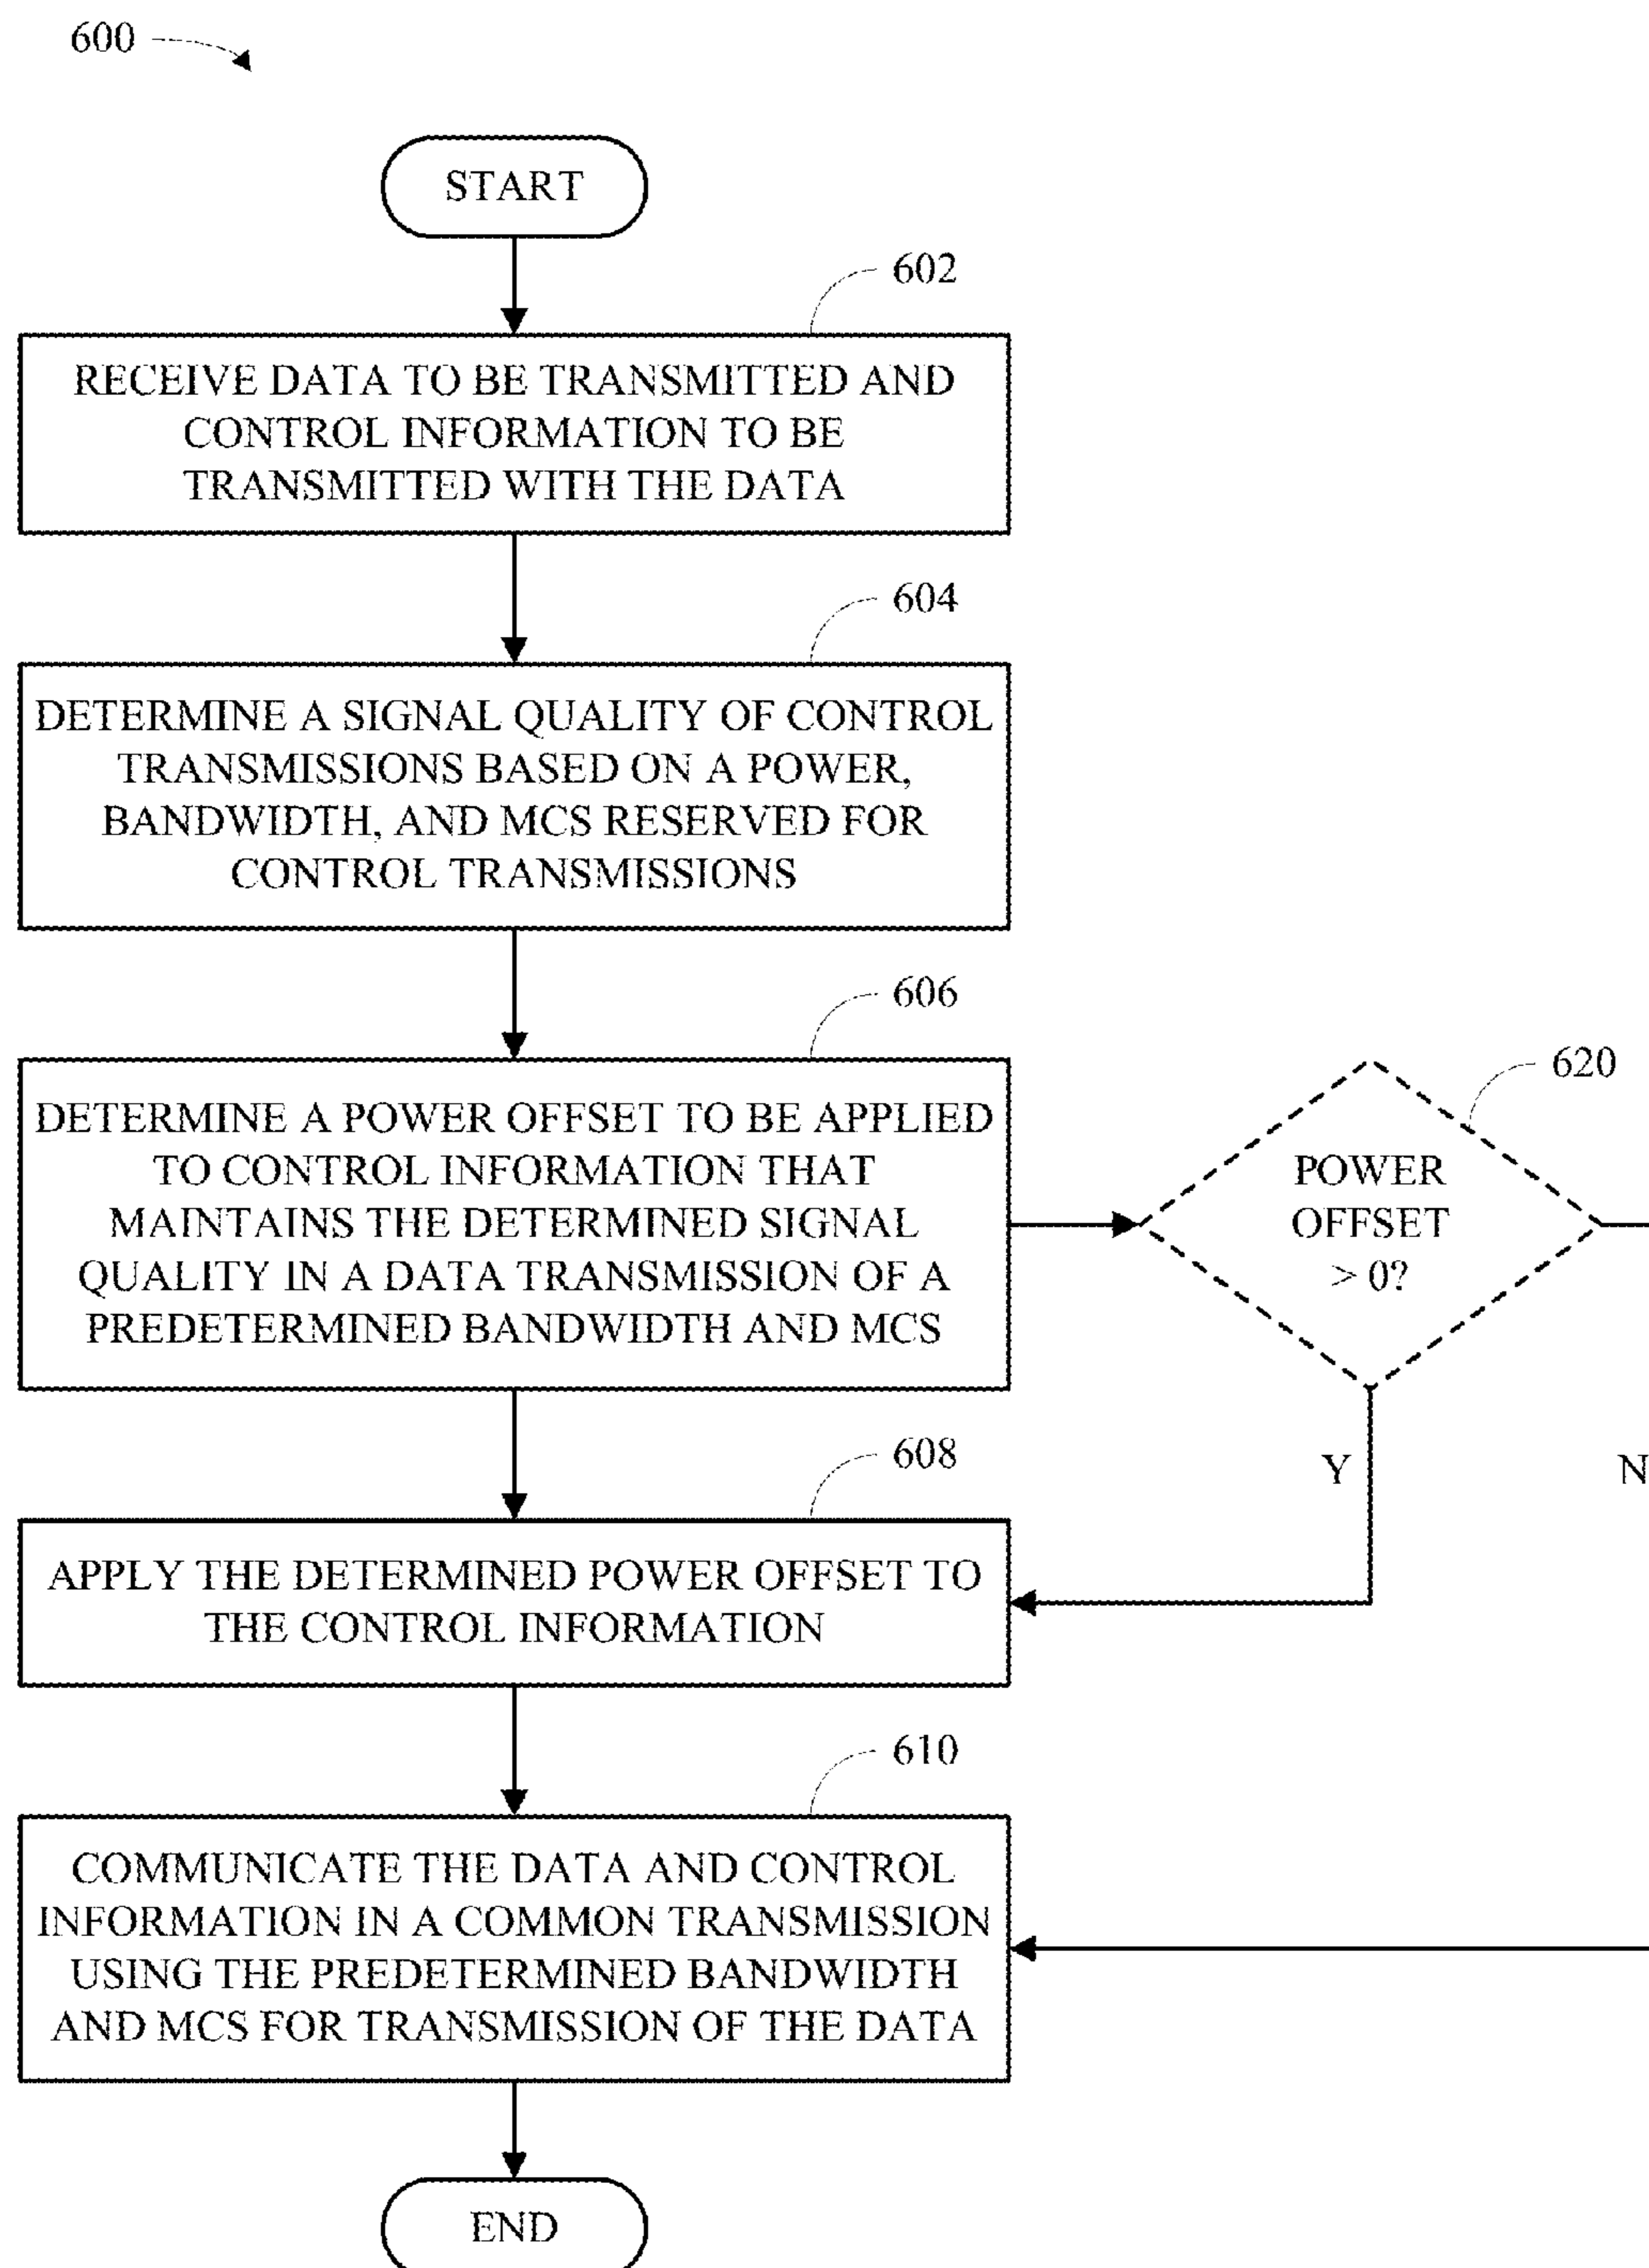 600
START
602
RECEIVE DATA TO BE TRANSMITTED AND
CONTROL INFORMATION TO BE
TRANSMITTED WITH THE DATA
604
DETERMINE A SIGNAL QUALITY OF CONTROL
TRANSMISSIONS BASED ON A POWER,
BANDWIDTH, AND MCS RESERVED FOR
CONTROL TRANSMISSIONS
606
DETERMINE A POWER OFFSET TO BE APPLIED
TO CONTROL INFORMATION THAT
MAINTAINS THE DETERMINED SIGNAL
QUALITY IN A DATA TRANSMISSION OF A
PREDETERMINED BANDWIDTH AND MCS
620
POWER
OFFSET
> 0?
Y
N
608
APPLY THE DETERMINED POWER OFFSET TO
THE CONTROL INFORMATION
610
COMMUNICATE THE DATA AND CONTROL
INFORMATION IN A COMMON TRANSMISSION
USING THE PREDETERMINED BANDWIDTH
AND MCS FOR TRANSMISSION OF THE DATA
END